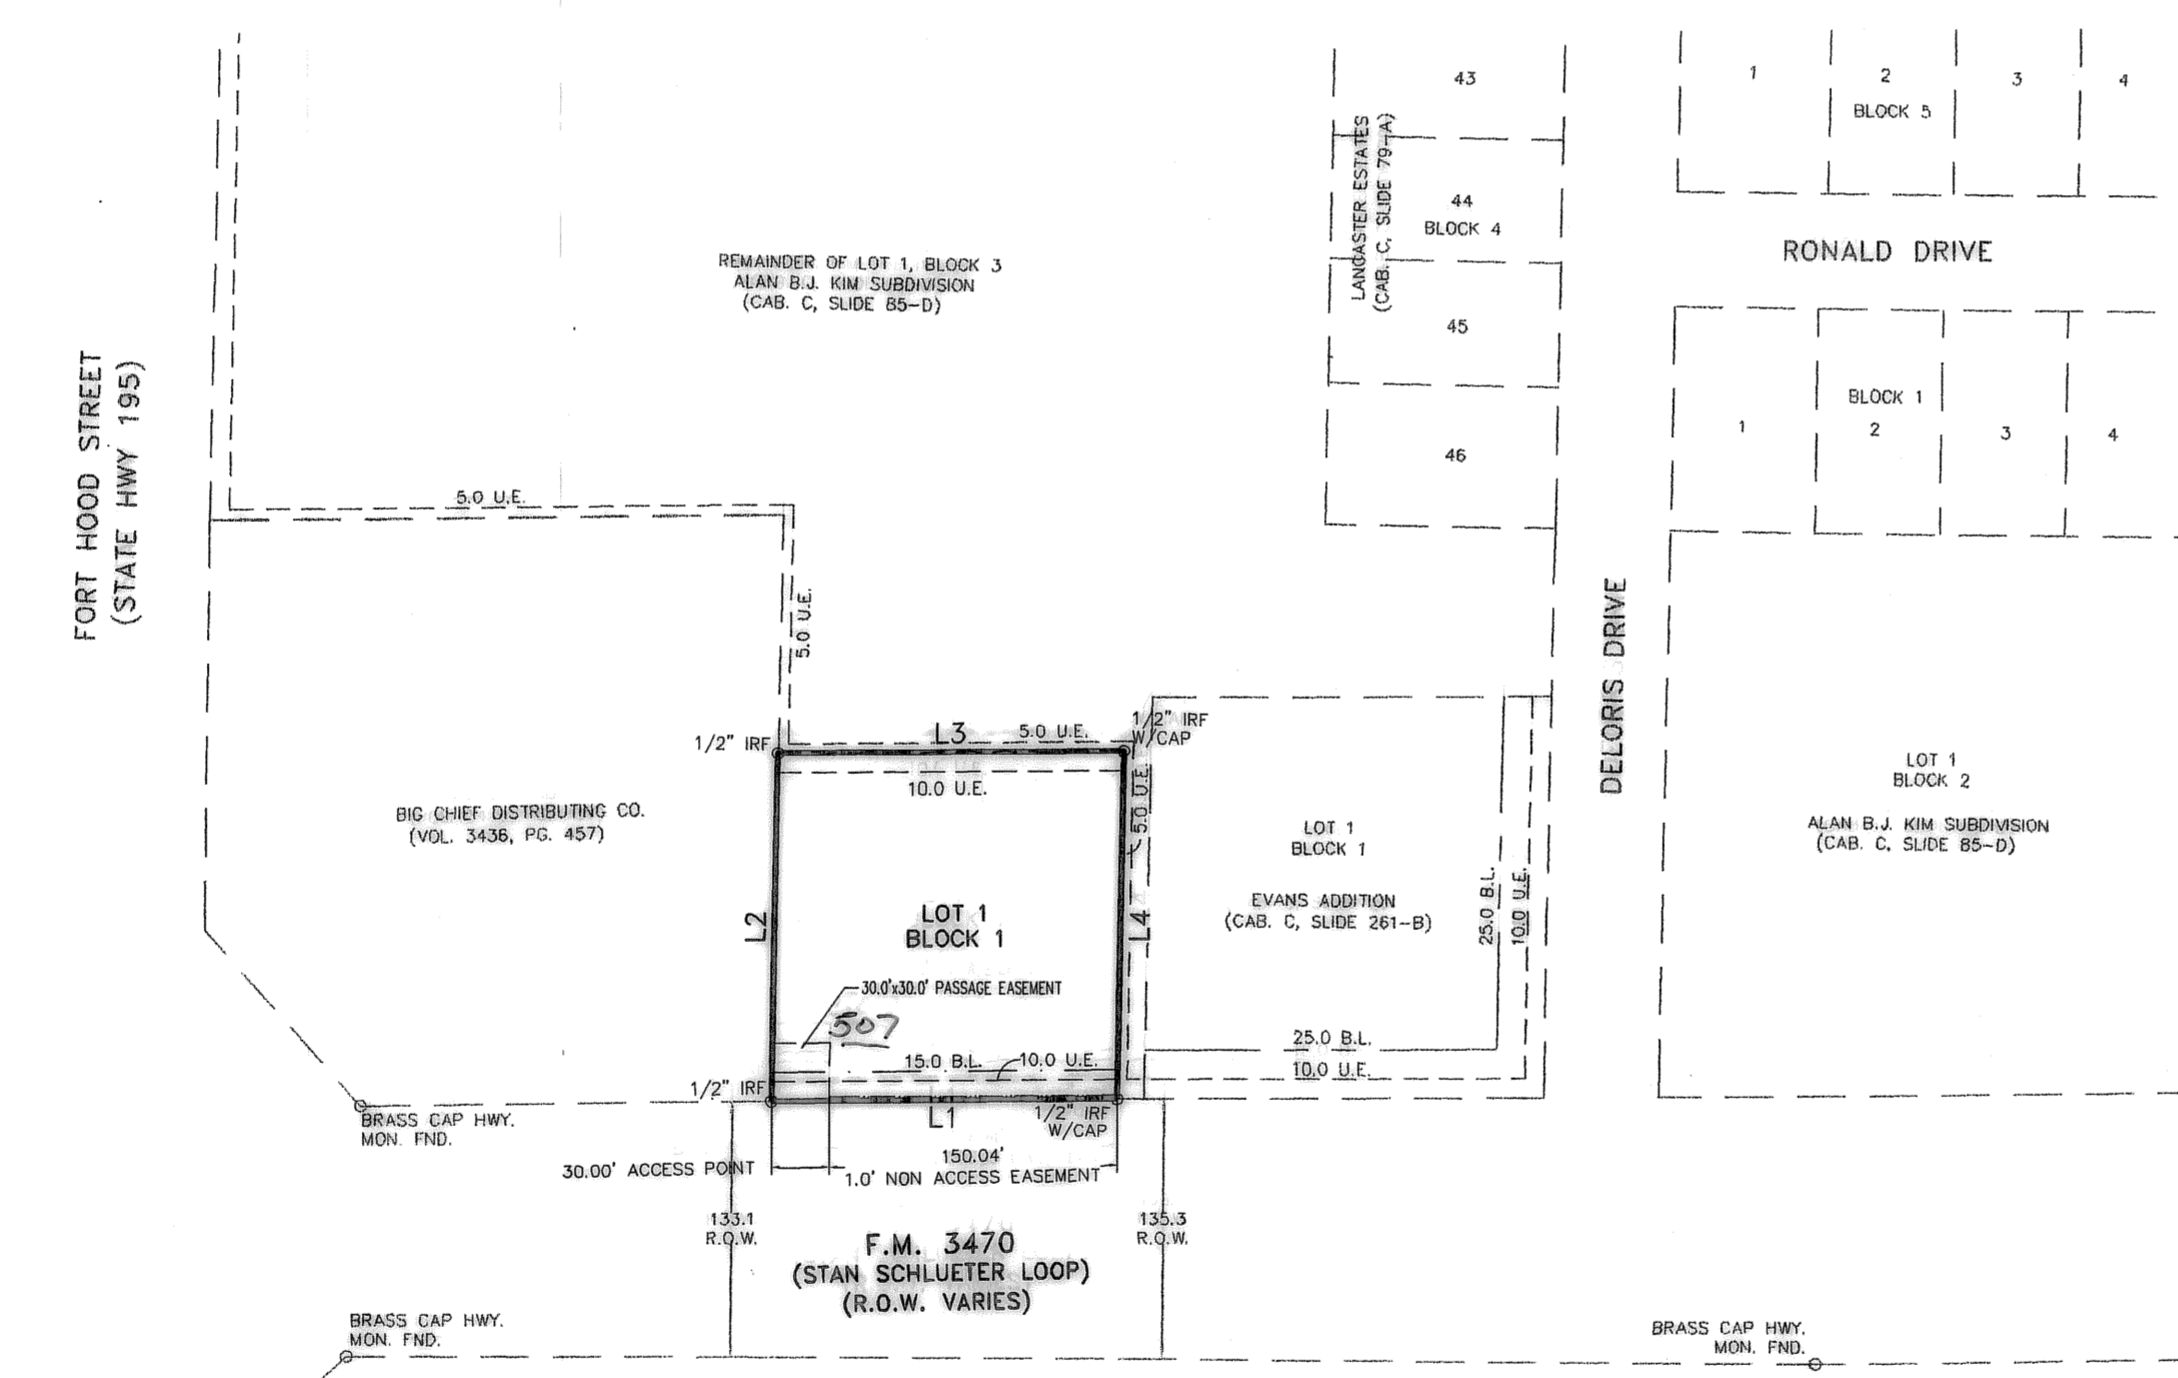 43
1
2
3
4
BLOCK 5
LANCASTER ESTATES
(CAB. C, SLIDE 79-A)
44
BLOCK 4
RONALD DRIVE
REMAINDER OF LOT 1, BLOCK 3
ALAN B.J. KIM SUBDIVISION
(CAB. C, SLIDE 85-D)
45
FORT HOOD STREET
(STATE HWY 195)
BLOCK 1
1
2
3
4
46
5.0 U.E.
5.0 U.E.
DELORIS DRIVE
1/2" IRF
L3
5.0 U.E.
1/2" IRF
W/CAP
10.0 U.E.
5.0 U.E.
LOT 1
BLOCK 2
ALAN B.J. KIM SUBDIVISION
(CAB. C, SLIDE 85-D)
BIG CHIEF DISTRIBUTING CO.
(VOL. 3436, PG. 457)
LOT 1
BLOCK 1
EVANS ADDITION
(CAB. C, SLIDE 261-B)
25.0 B.L.
10.0 U.E.
L2
LOT 1
BLOCK 1
L4
30.0'x30.0' PASSAGE EASEMENT
507
15.0 B.L.
10.0 U.E.
25.0 B.L.
10.0 U.E.
1/2" IRF
L1
1/2" IRF
W/CAP
BRASS CAP HWY.
MON. FND.
30.00' ACCESS POINT
150.04'
1.0' NON ACCESS EASEMENT
133.1
R.O.W.
135.3
R.O.W.
F.M. 3470
(STAN SCHLUETER LOOP)
(R.O.W. VARIES)
BRASS CAP HWY.
MON. FND.
BRASS CAP HWY.
MON. FND.